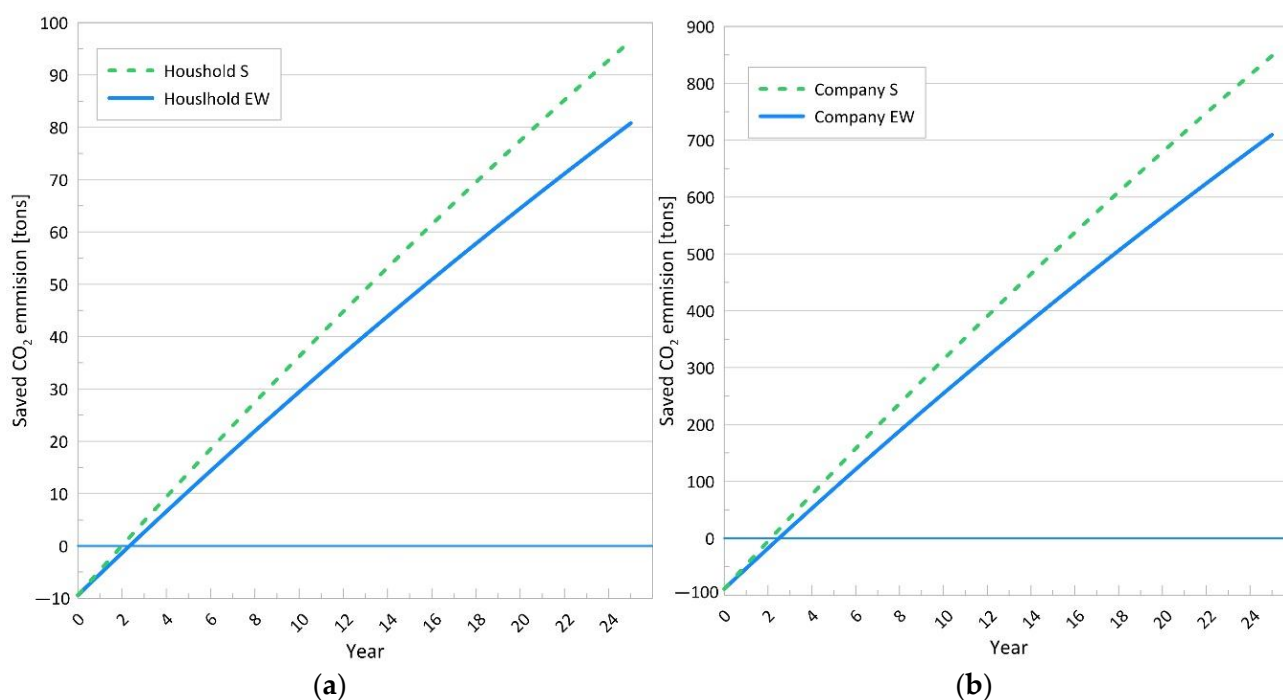 100
90
80
70
60
50
40
30
20
10
0
—10
Saved CO₂ emmision [tons]
Houshold S
Houslhold EW
0 2 4 6 8 10 12 14 16 18 20 22 24
Year
(a)
900
800
700
600
500
400
300
200
100
0
—100
Saved CO₂ emmision [tons]
Company S
Company EW
0 2 4 6 8 10 12 14 16 18 20 22 24
Year
(b)